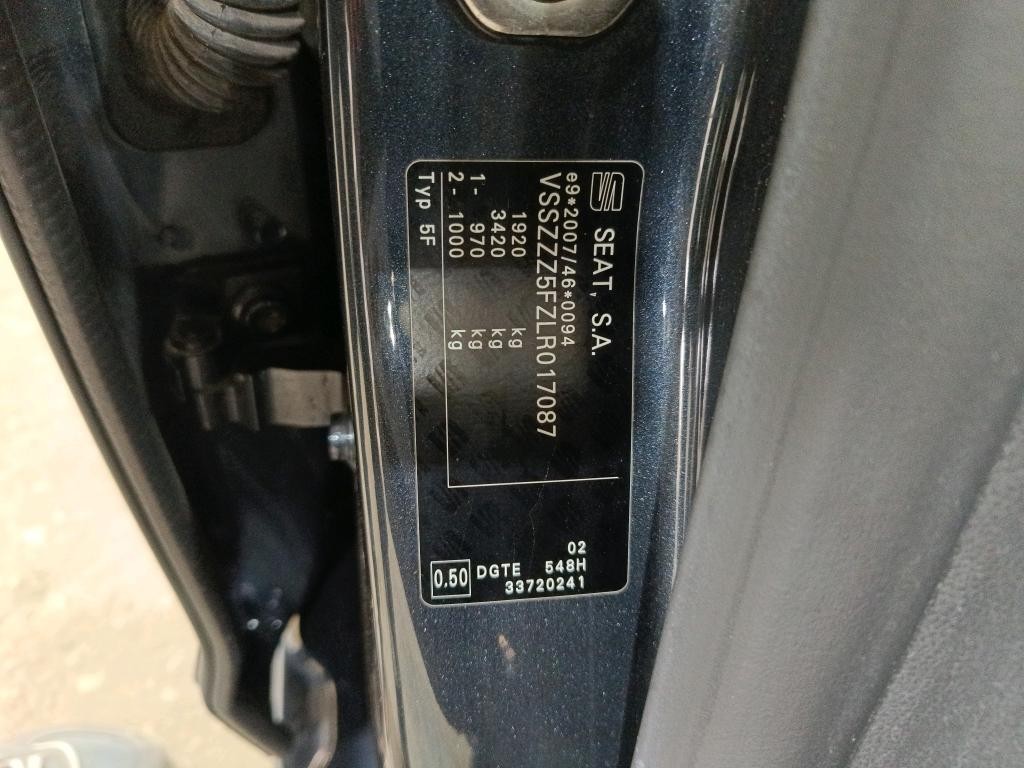 SEAT, S.A.
e9*2007/46*0094
VSSZZZ5FZLR017087
1920 kg
3420 kg
1- 970 kg
2- 1000 kg
Typ 5F
02
DGTE 548H
33720241
0.50